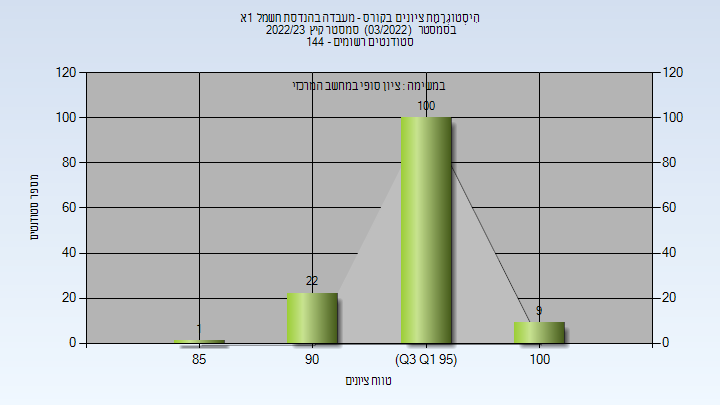 היסטוגרמת ציונים בקורס - מעבדה בהנדסת חשמל 1א
בסמסטר (03/2022) סמסטר קיץ 2022/23
סטודנטים רשומים - 144
במשימה : ציון סופי במחשב המרכזי
120 120
100 100
80 80
60 60
40 40
20 20
0 0
1
22
100
9
מספר סטודנטים
85 90 (Q3 Q1 95) 100
טווח ציונים